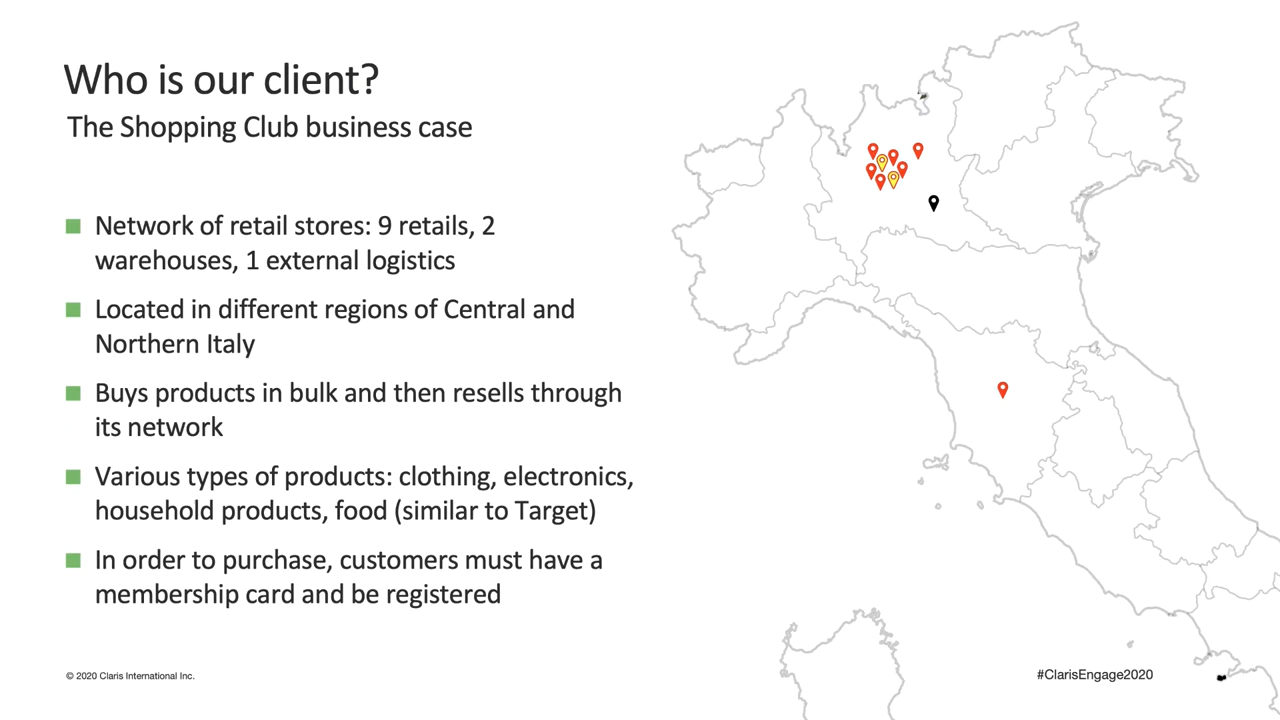 Who is our client?
The Shopping Club business case
Network of retail stores: 9 retails, 2
warehouses, 1 external logistics
Located in different regions of Central and
Northern Italy
Buys products in bulk and then resells through
its network
Various types of products: clothing, electronics,
household products, food (similar to Target)
In order to purchase, customers must have a
membership card and be registered
© 2020 Claris International Inc.
#ClarisEngage2020